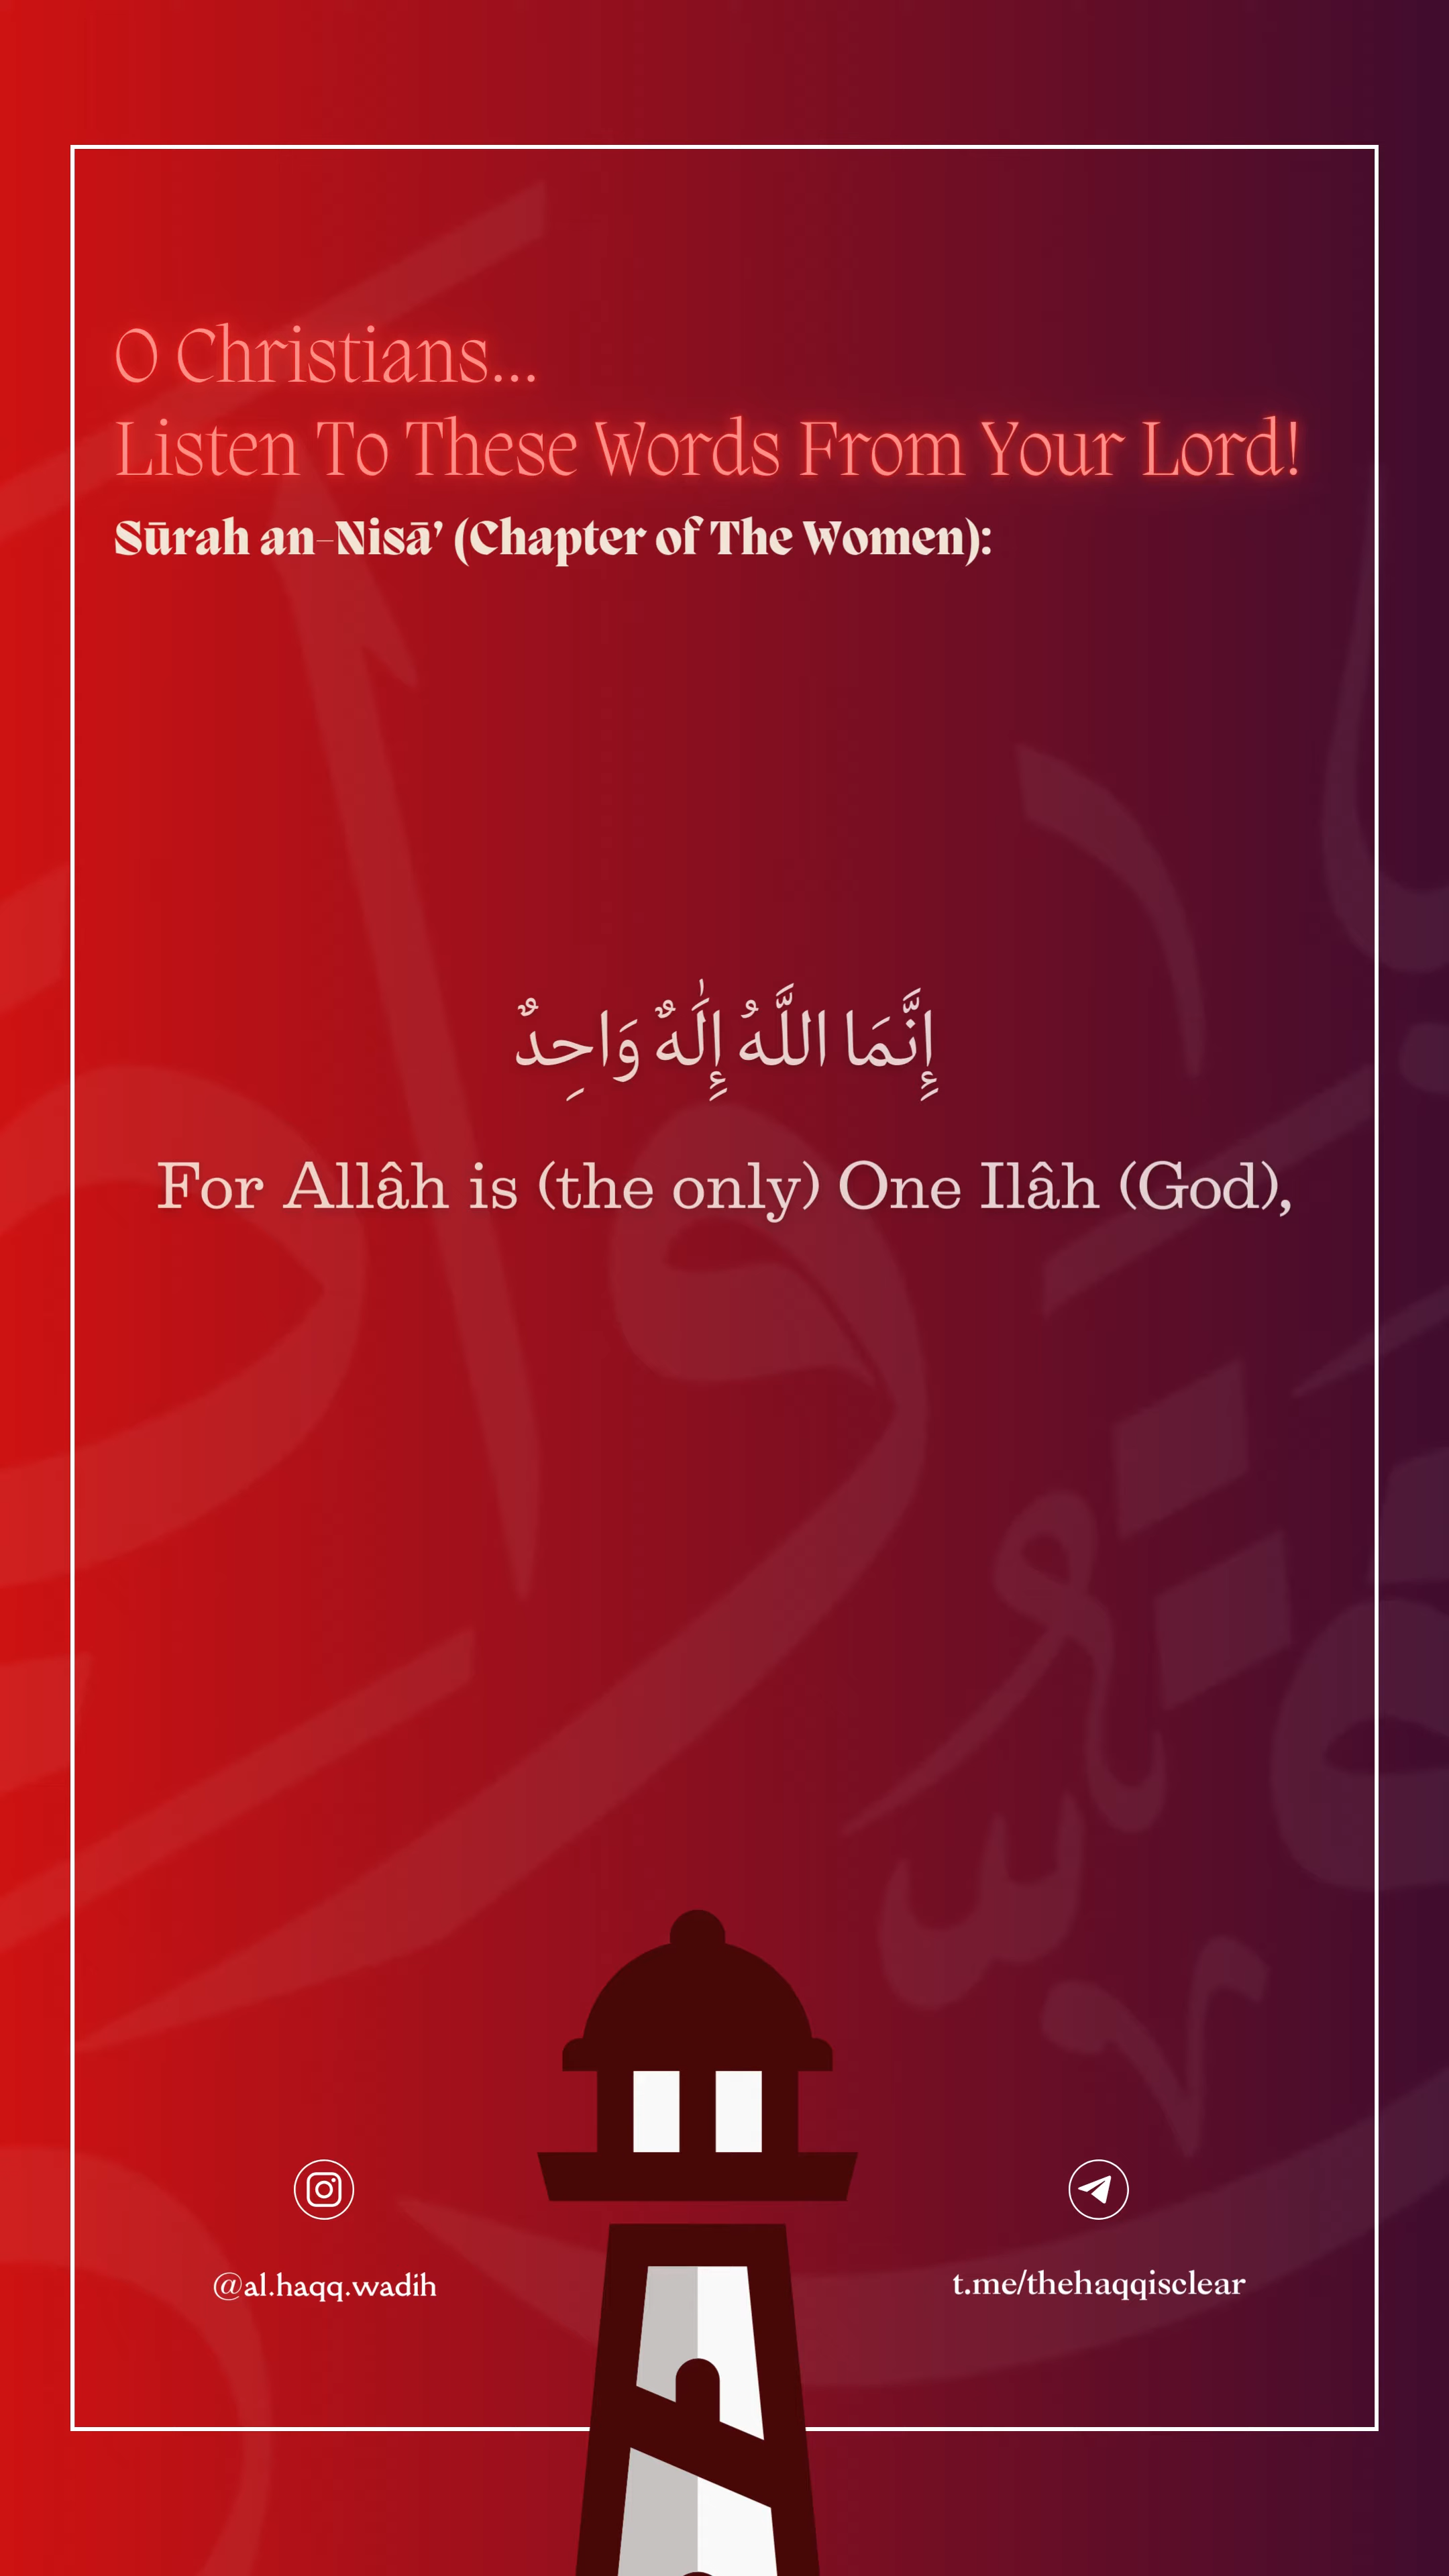 O Christians...
Listen To These Words From Your Lord!
Sūrah an-Nisā' (Chapter of The Women):
إِنَّمَا اللَّهُ إِلَٰهٌ وَاحِدٌ
For Allâh is (the only) One Ilâh (God),
@al.haqq.wadih
t.me/thehaqqisclear